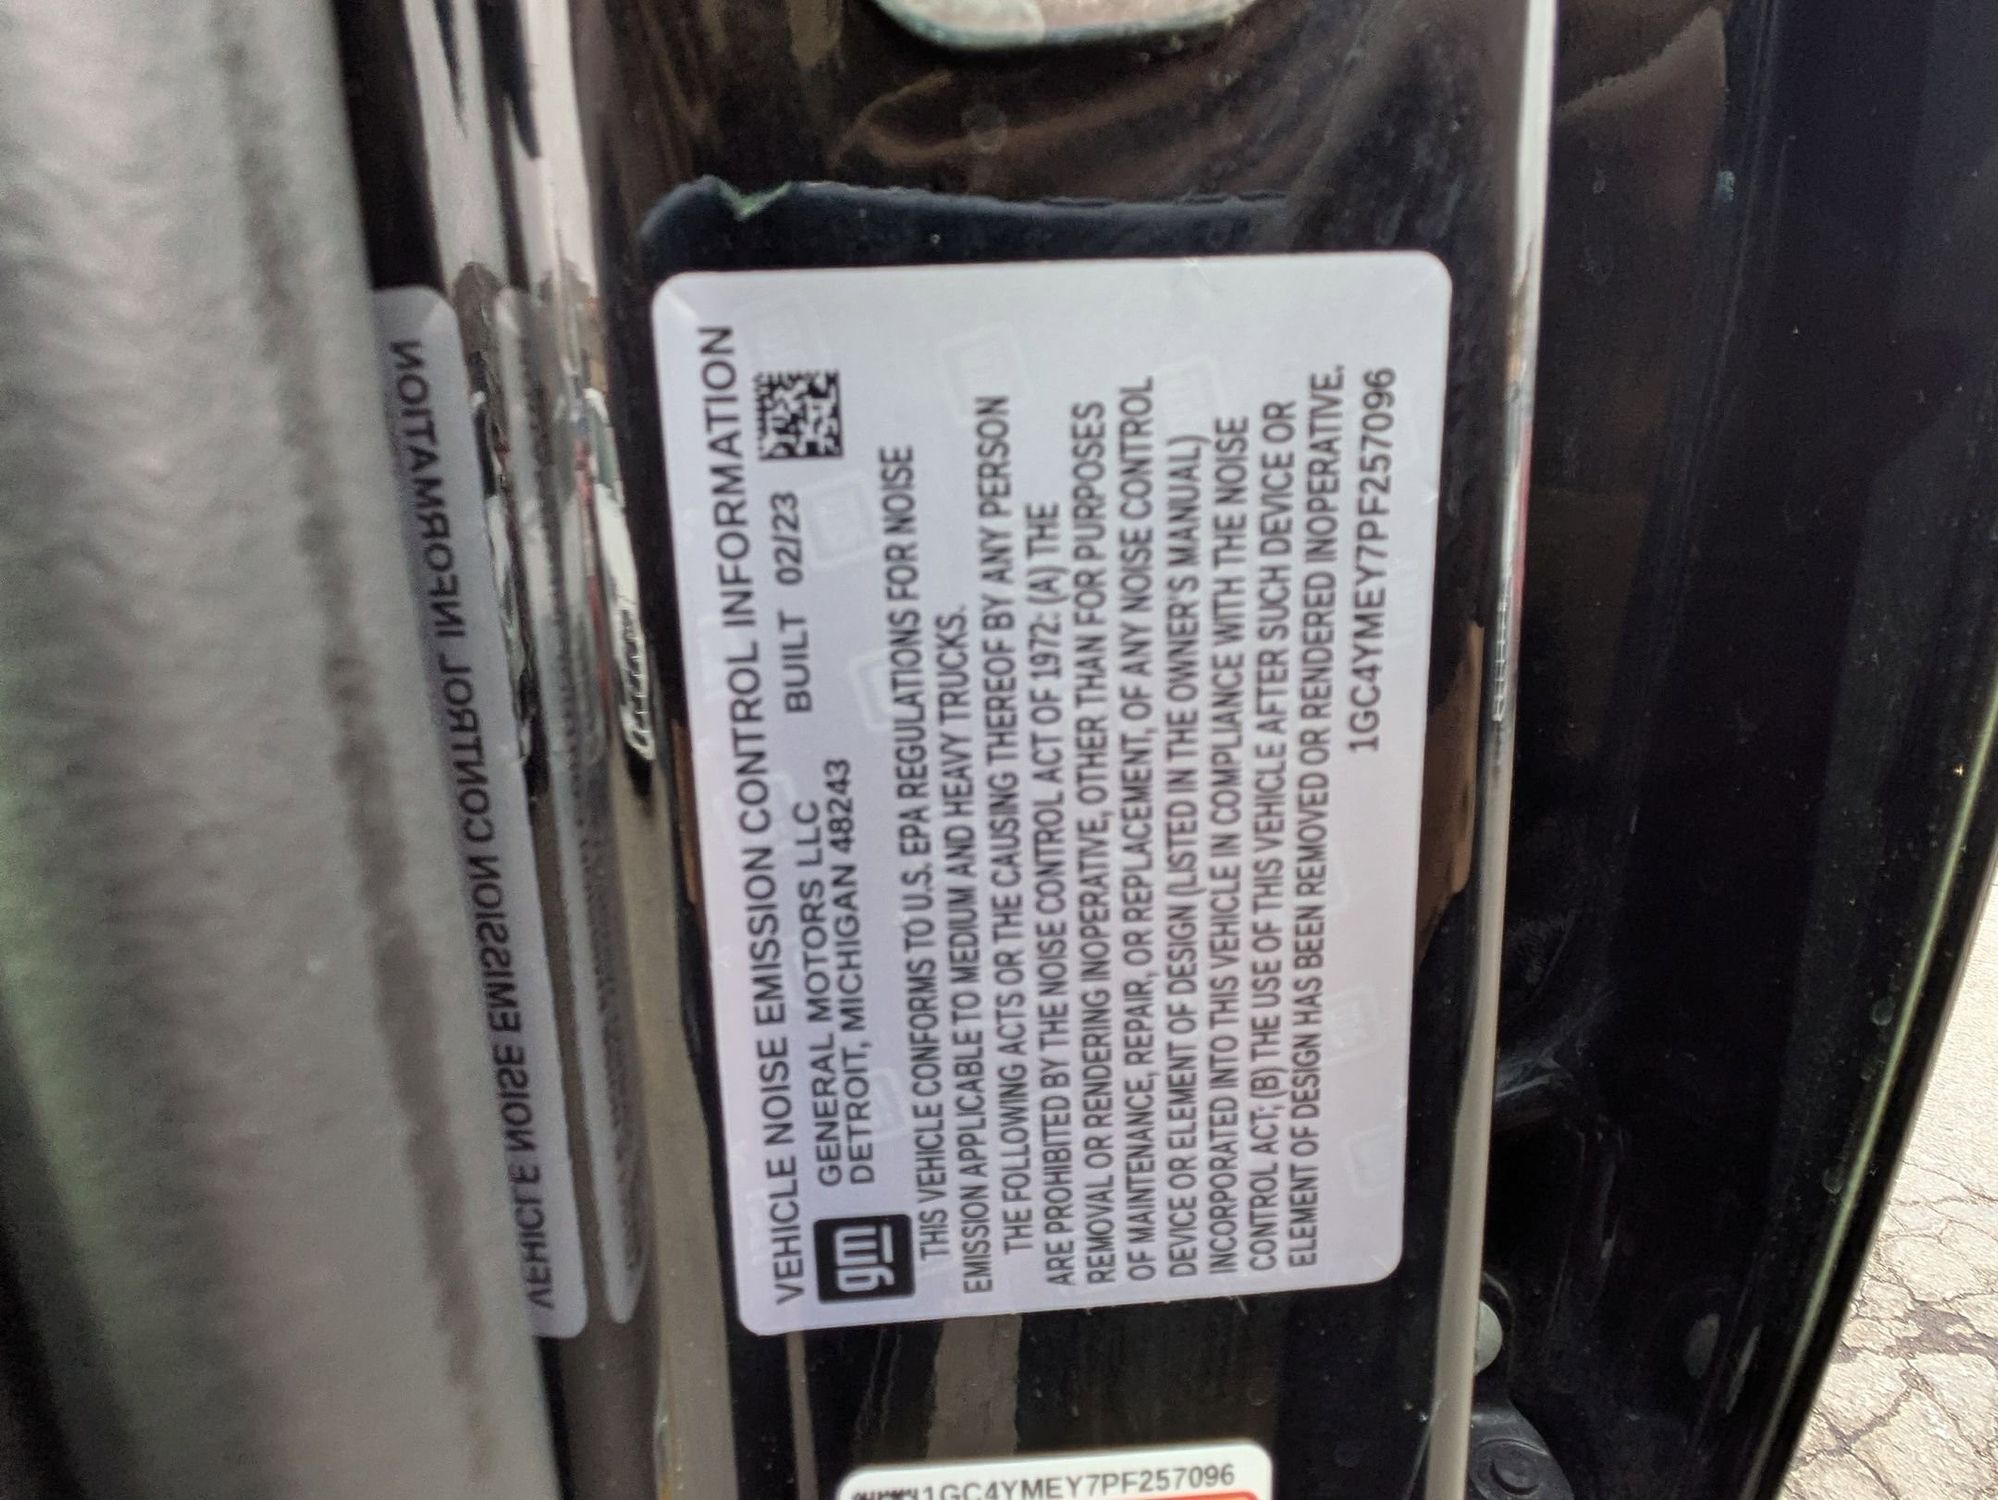 VEHICLE NOISE EMISSION CONTROL INFORMATION
gm
GENERAL MOTORS LLC BUILT 02/23
DETROIT, MICHIGAN 48243
THIS VEHICLE CONFORMS TO U.S. EPA REGULATIONS FOR NOISE
EMISSION APPLICABLE TO MEDIUM AND HEAVY TRUCKS.
THE FOLLOWING ACTS OR THE CAUSING THEREOF BY ANY PERSON
ARE PROHIBITED BY THE NOISE CONTROL ACT OF 1972: (A) THE
REMOVAL OR RENDERING INOPERATIVE, OTHER THAN FOR PURPOSES
OF MAINTENANCE, REPAIR, OR REPLACEMENT, OF ANY NOISE CONTROL
DEVICE OR ELEMENT OF DESIGN (LISTED IN THE OWNER'S MANUAL)
INCORPORATED INTO THIS VEHICLE IN COMPLIANCE WITH THE NOISE
CONTROL ACT; (B) THE USE OF THIS VEHICLE AFTER SUCH DEVICE OR
ELEMENT OF DESIGN HAS BEEN REMOVED OR RENDERED INOPERATIVE.
1GC4YMEY7PF257096
1GC4YMEY7PF257096
VEHICLE NOISE EMISSION CONTROL INFORMATION